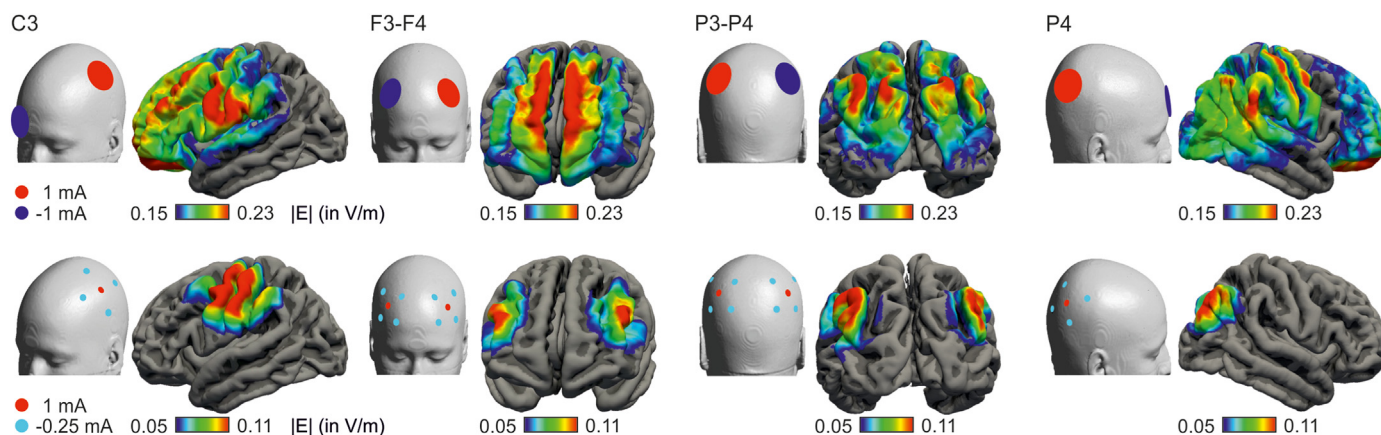 C3 F3-F4 P3-P4 P4
1 mA
-1 mA 0.15 0.23 |E| (in V/m) 0.15 0.23 0.15 0.23 0.15 0.23
1 mA
-0.25 mA 0.05 0.11 |E| (in V/m) 0.05 0.11 0.05 0.11 0.05 0.11